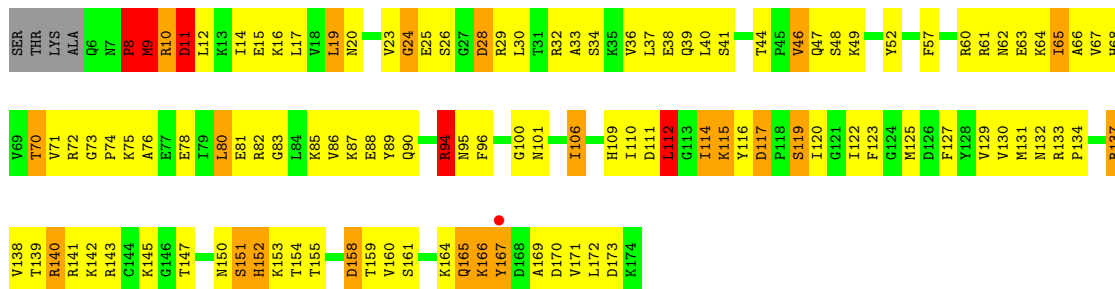 SER THR LYS ALA Q6 N7 P8 M9 R10 D11 L12 K13 I14 E15 K16 L17 V18 L19 N20 V23 G24 E25 S26 G27 D28 R29 L30 T31 R32 A33 S34 K35 V36 L37 E38 Q39 L40 S41 T44 P45 V46 Q47 S48 K49 Y52 F57 R60 R61 N62 E63 K64 I65 A66 V67 H68
V69 T70 V71 R72 G73 P74 K75 A76 E77 E78 I79 L80 E81 R82 G83 L84 K85 V86 K87 E88 Y89 Q90 R94 N95 F96 G100 N101 I106 H109 I110 D111 L112 G113 I114 K115 Y116 D117 P118 S119 I120 G121 I122 F123 G124 M125 D126 F127 Y128 V129 V130 M131 N132 R133 P134 R137
V138 T139 R140 R141 K142 R143 C144 K145 G146 T147 N150 S151 H152 K153 T154 T155 D158 T159 V160 S161 K164 Q165 K166 Y167 D168 A169 D170 V171 L172 D173 K174